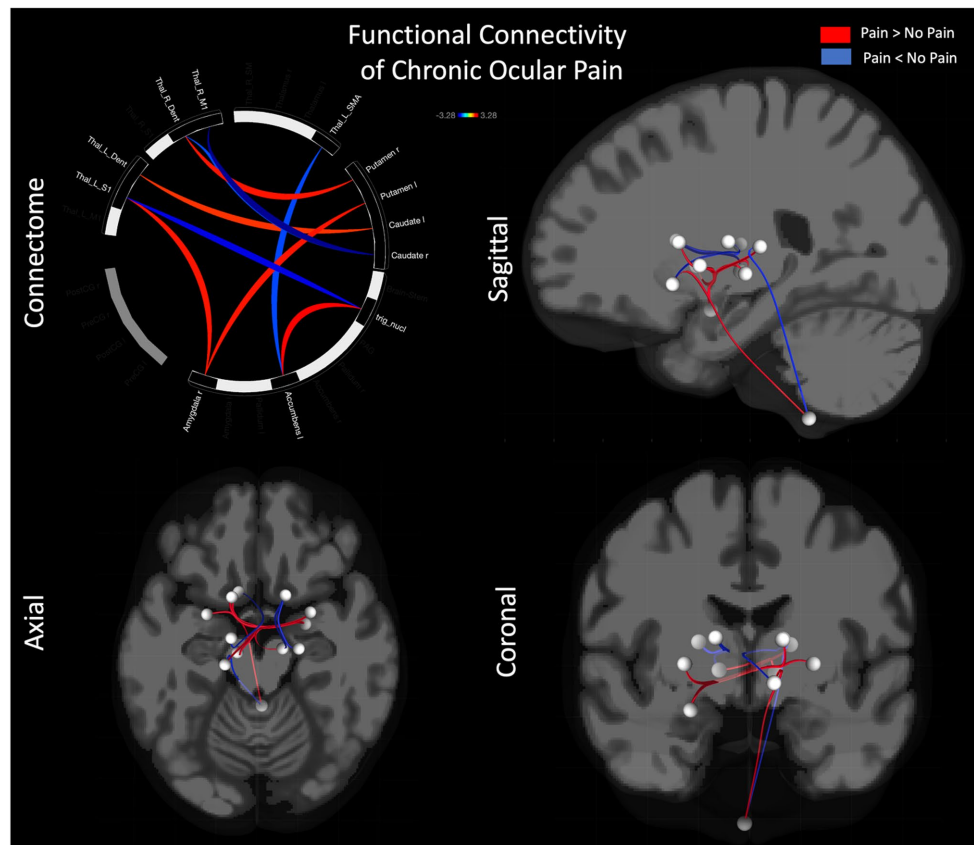 Functional Connectivity
of Chronic Ocular Pain
Pain > No Pain
Pain < No Pain
-3.28 3.28
Connectome
Thal_L_S1
Thal_L_Dent
Thal_R_Dent
Thal_R_M1
Thal_L_SMA
Putamen r
Putamen l
Caudate l
Caudate r
trig_nucl
Accumbens l
Amygdala r
Sagittal
Axial
Coronal